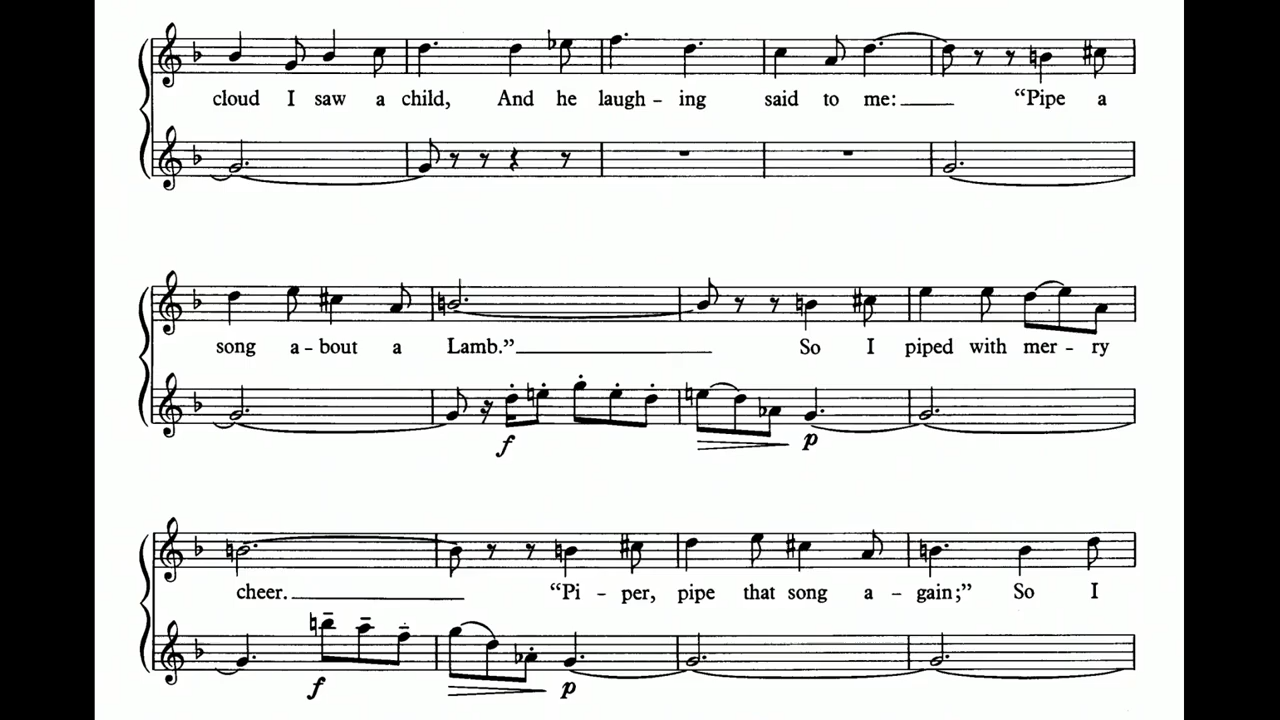 cloud I saw a child, And he laugh - ing said to me: “Pipe a
song a - bout a Lamb.” So I piped with mer - ry
f p
cheer. “Pi - per, pipe that song a - gain;” So I
f p